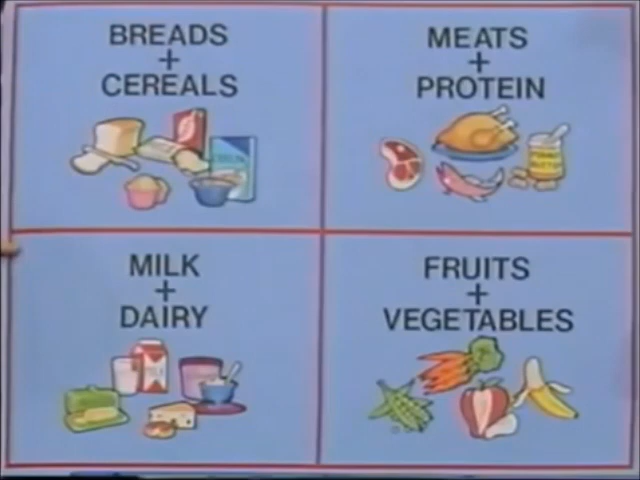 BREADS
+
CEREALS
MEATS
+
PROTEIN
MILK
+
DAIRY
FRUITS
+
VEGETABLES